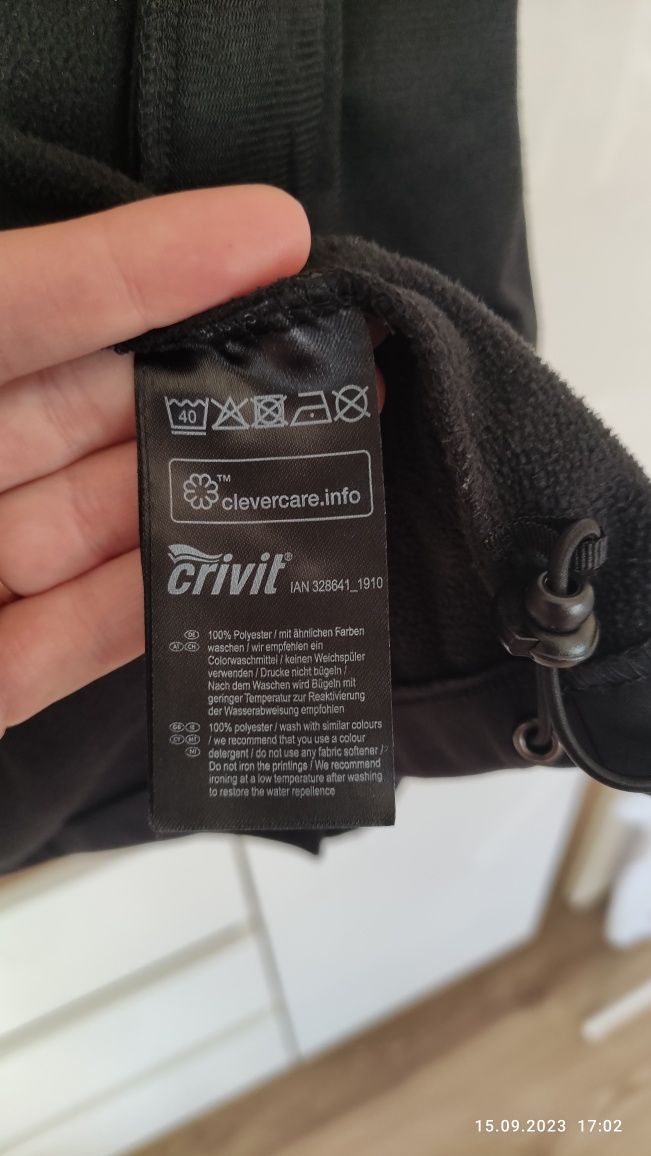 40
™
clevercare.info
crivit® IAN 328641_1910
DE 100% Polyester / mit ähnlichen Farben
AT CH waschen / wir empfehlen ein
Colorwaschmittel / keinen Weichspüler
verwenden / Drucke nicht bügeln /
Nach dem Waschen wird Bügeln mit
geringer Temperatur zur Reaktivierung
der Wasserabweisung empfohlen
GB IE 100% polyester / wash with similar colours
CY MT / we recommend that you use a colour
NI detergent / do not use any fabric softener /
Do not iron the printings / We recommend
ironing at a low temperature after washing
to restore the water repellence
15.09.2023 17:02